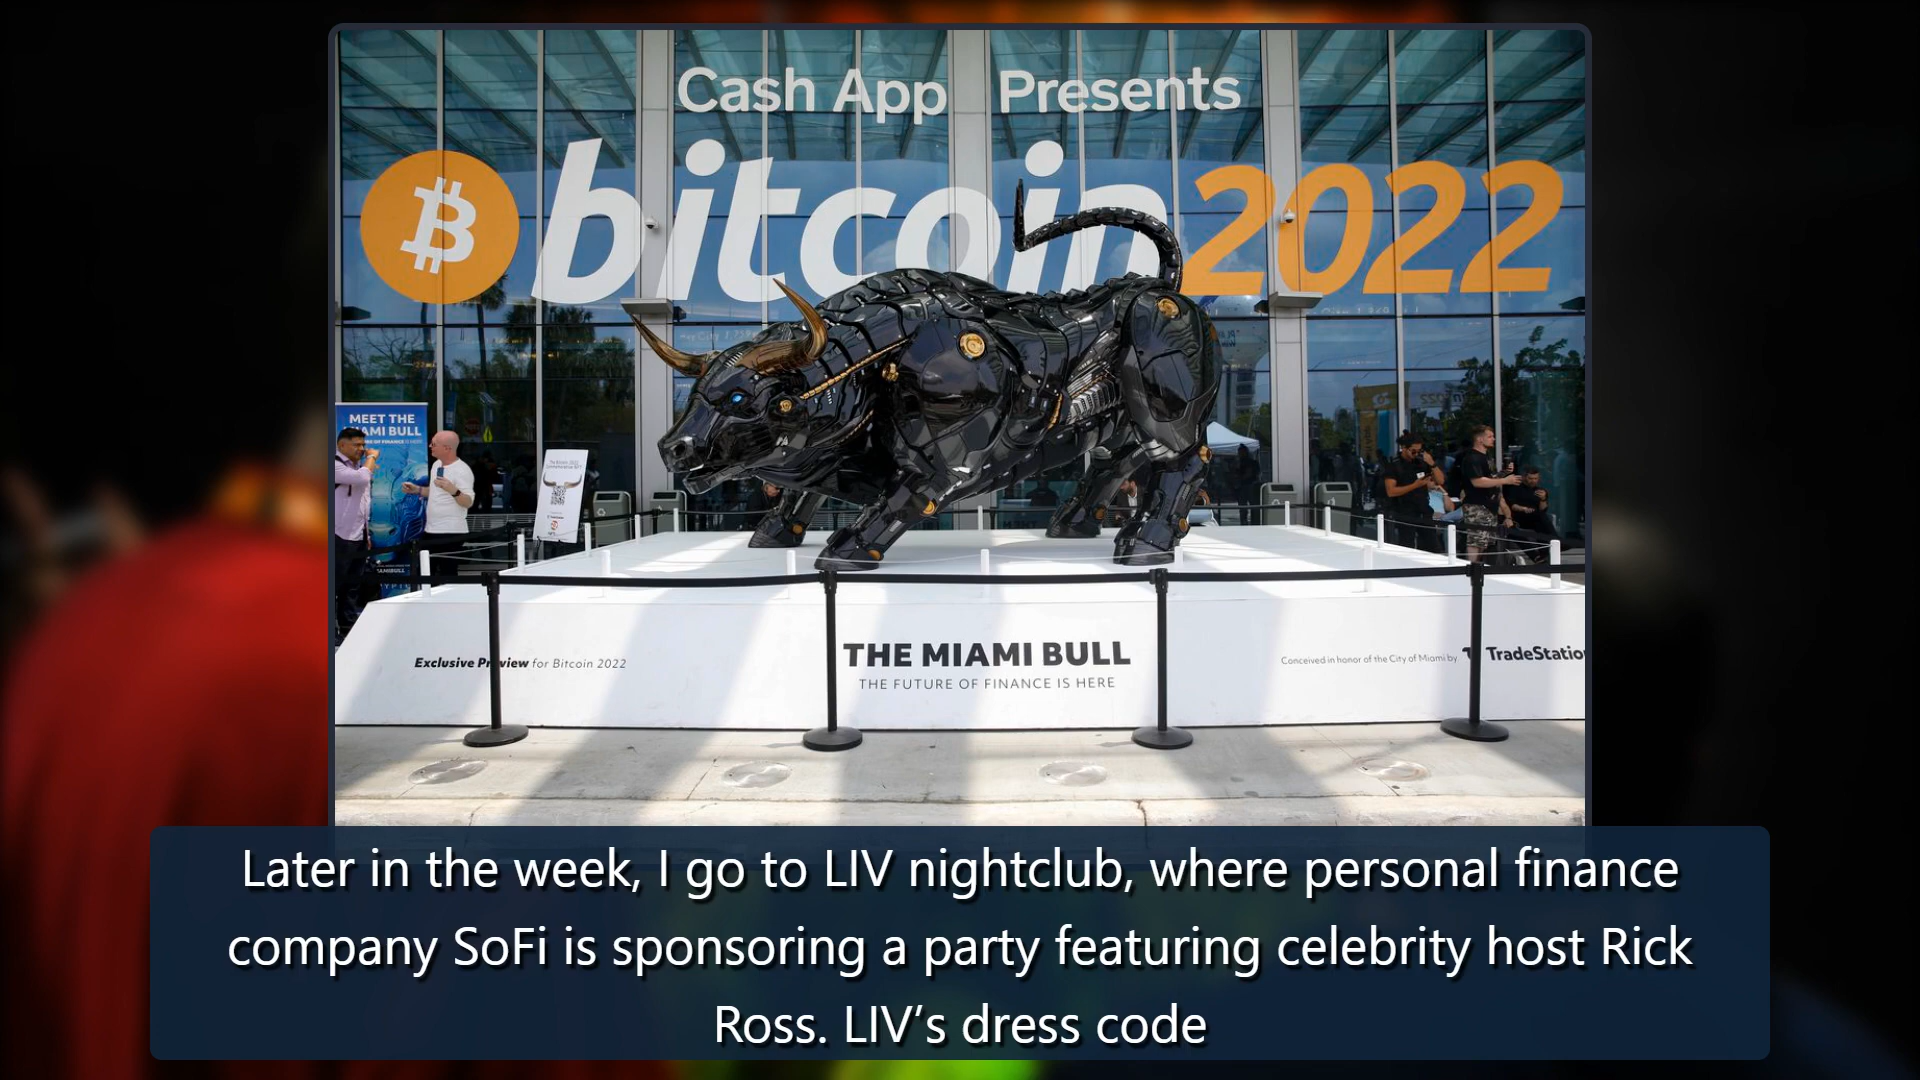 Cash App Presents
bitcoin 2022
MEET THE
MIAMI BULL
Exclusive Preview for Bitcoin 2022
THE MIAMI BULL
THE FUTURE OF FINANCE IS HERE
Conceived in honor of the City of Miami by TradeStatio
Later in the week, I go to LIV nightclub, where personal finance
company SoFi is sponsoring a party featuring celebrity host Rick
Ross. LIV’s dress code